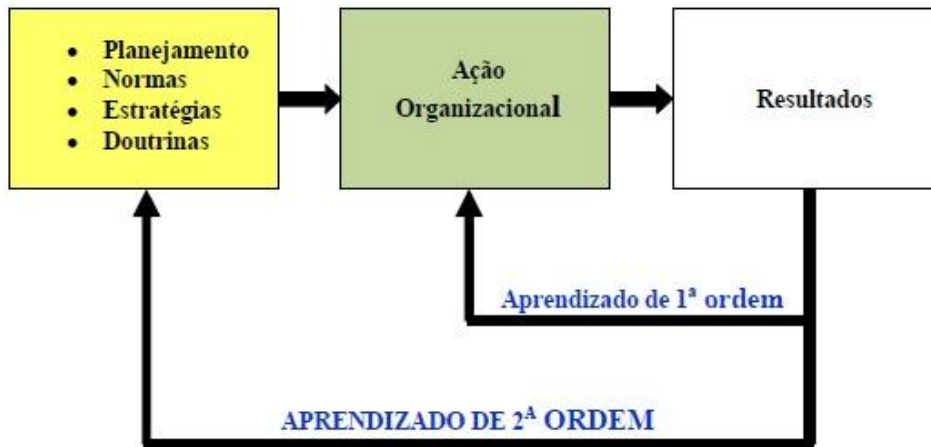 • Planejamento
• Normas
• Estratégias
• Doutrinas
Ação
Organizacional
Resultados
Aprendizado de 1ª ordem
APRENDIZADO DE 2ᴬ ORDEM